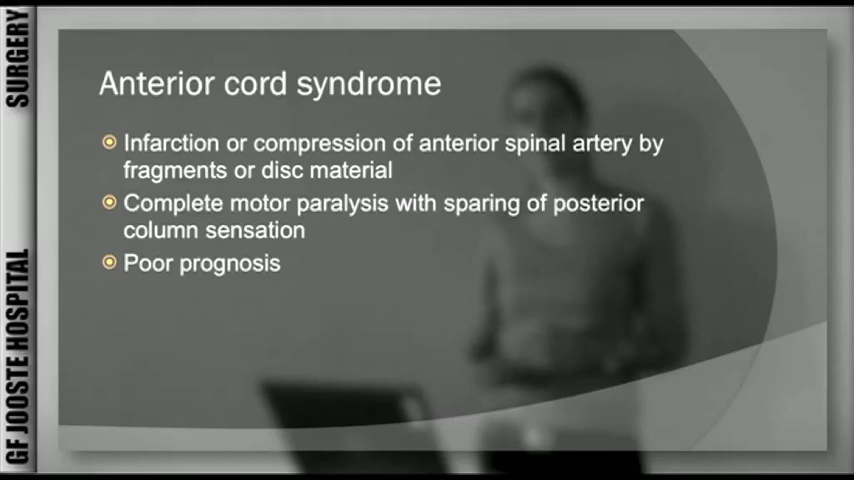 SURGERY
GF JOOSTE HOSPITAL
Anterior cord syndrome
Infarction or compression of anterior spinal artery by
fragments or disc material
Complete motor paralysis with sparing of posterior
column sensation
Poor prognosis